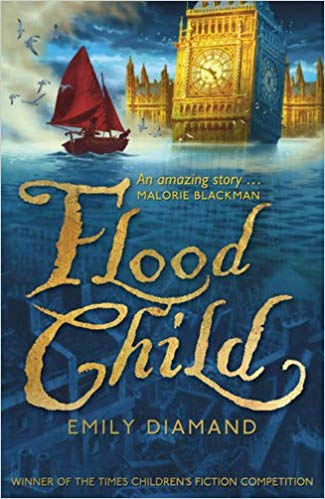 An amazing story ...
MALORIE BLACKMAN
Flood
Child
EMILY DIAMAND
WINNER OF THE TIMES CHILDREN'S FICTION COMPETITION